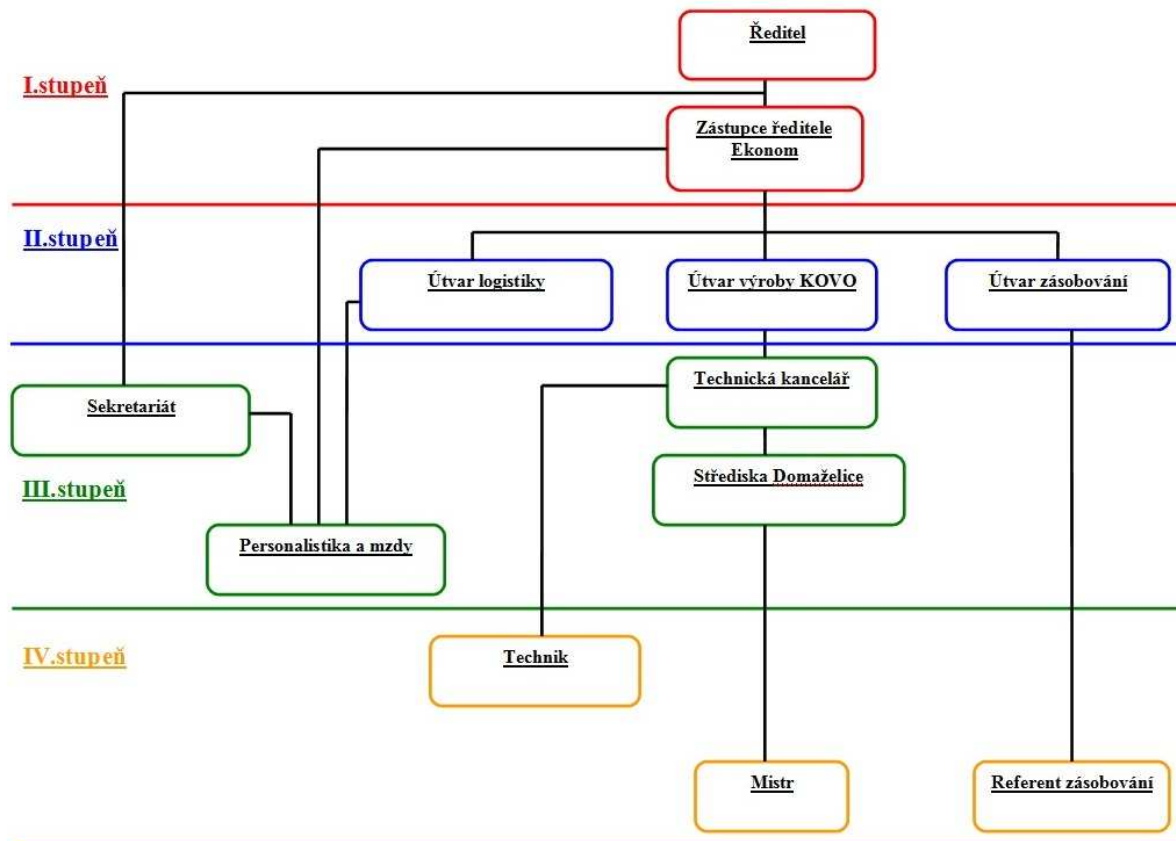 Ředitel
I.stupeň
Zástupce ředitele
Ekonom
II.stupeň
Útvar logistiky
Útvar výroby KOVO
Útvar zásobování
Technická kancelář
Sekretariát
Střediska Domaželice
III.stupeň
Personalistika a mzdy
IV.stupeň
Technik
Mistr
Referent zásobování